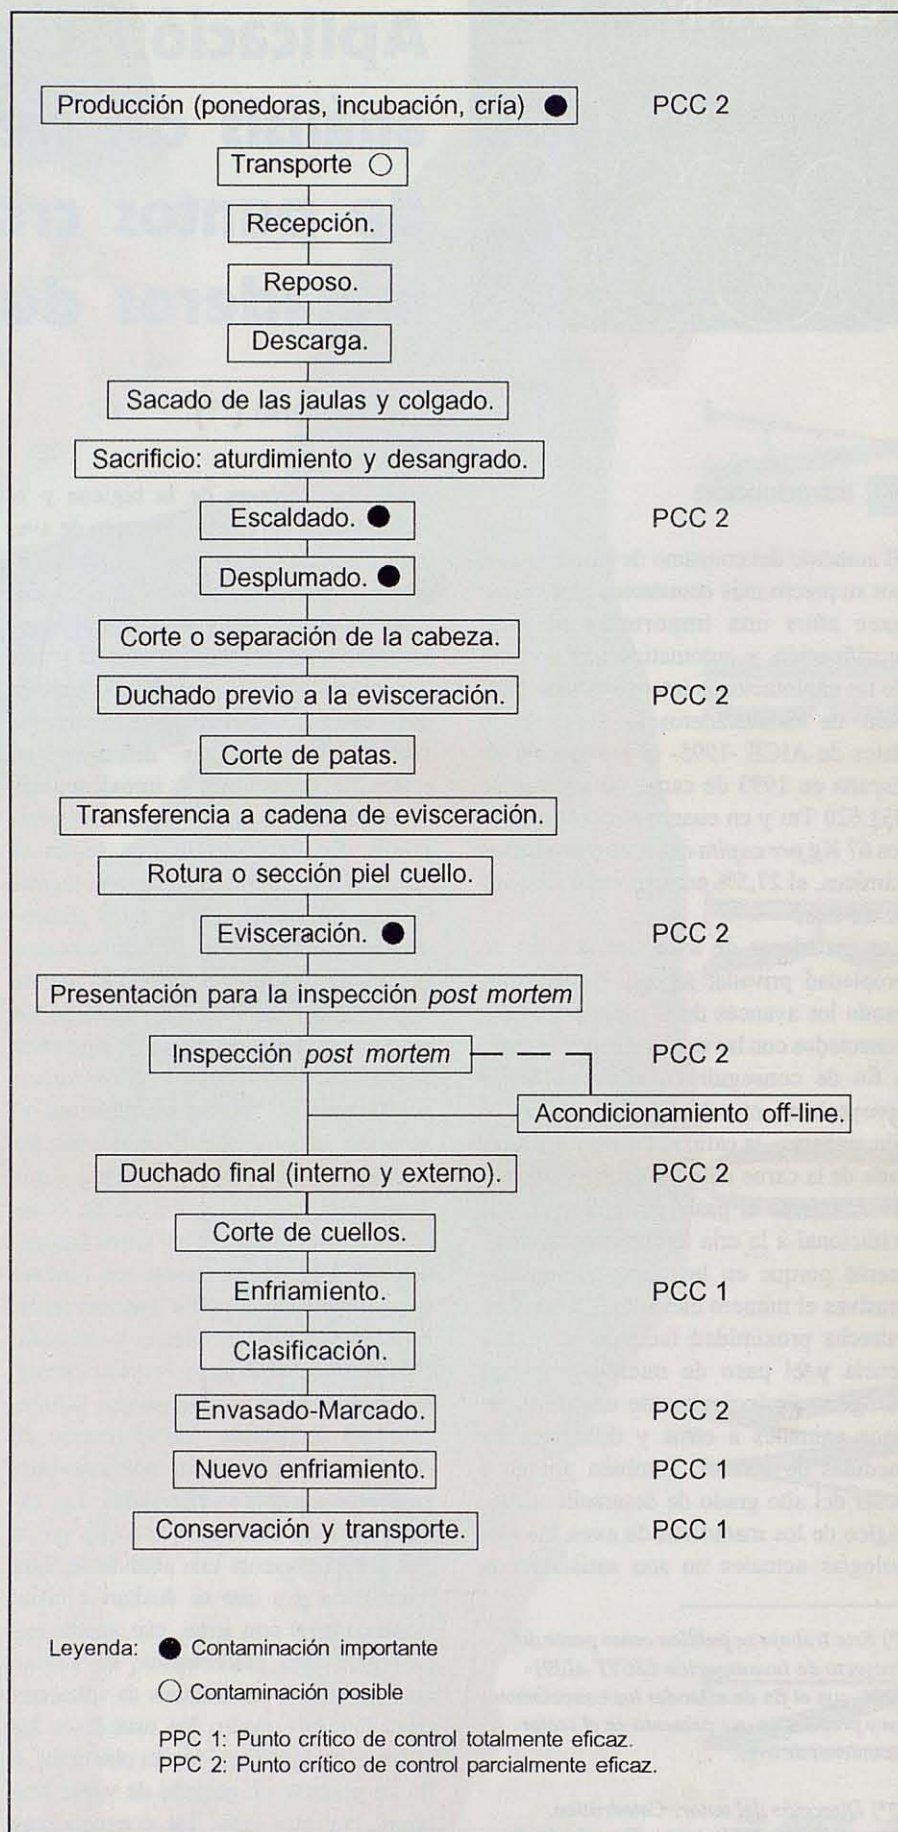 Producción (ponedoras, incubación, cría) PCC 2
Transporte
Recepción.
Reposo.
Descarga.
Sacado de las jaulas y colgado.
Sacrificio: aturdimiento y desangrado.
Escaldado. PCC 2
Desplumado.
Corte o separación de la cabeza.
Duchado previo a la evisceración. PCC 2
Corte de patas.
Transferencia a cadena de evisceración.
Rotura o sección piel cuello.
Evisceración. PCC 2
Presentación para la inspección post mortem
Inspección post mortem PCC 2
Acondicionamiento off-line.
Duchado final (interno y externo). PCC 2
Corte de cuellos.
Enfriamiento. PCC 1
Clasificación.
Envasado-Marcado. PCC 2
Nuevo enfriamiento. PCC 1
Conservación y transporte. PCC 1
Leyenda: Contaminación importante
Contaminación posible
PPC 1: Punto crítico de control totalmente eficaz.
PPC 2: Punto crítico de control parcialmente eficaz.